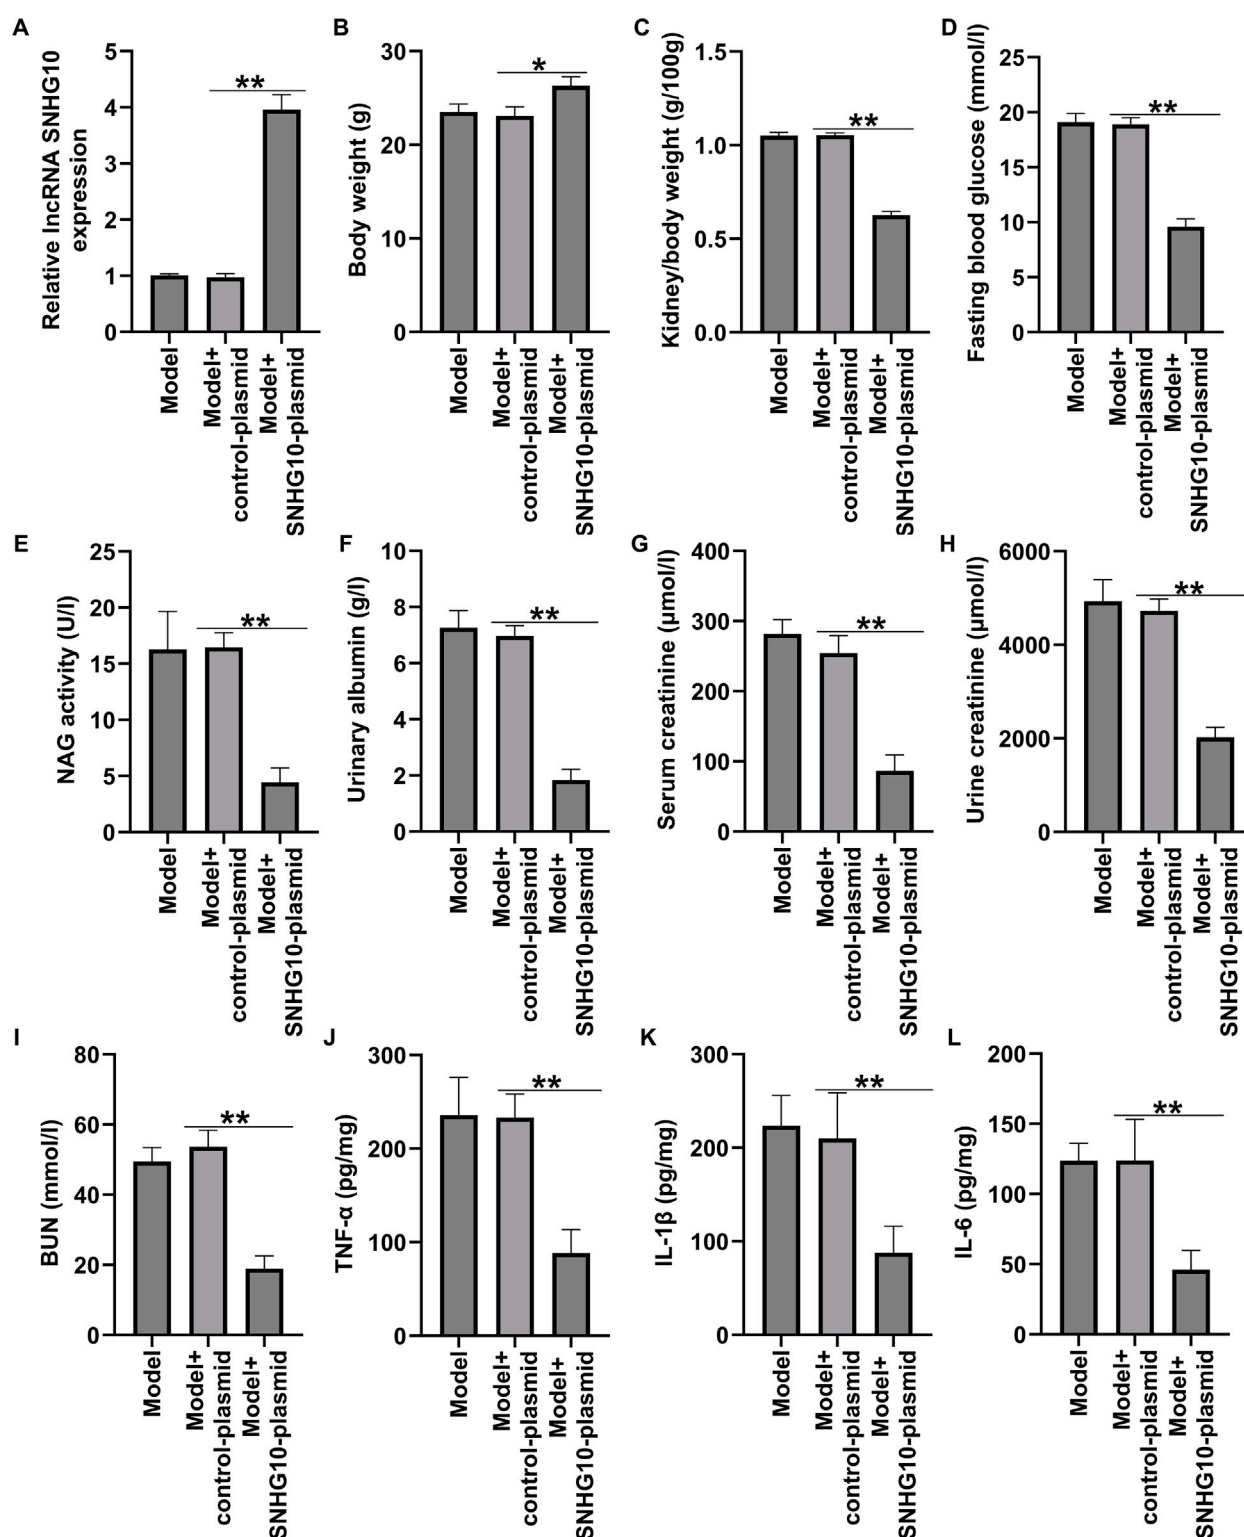 A
Relative lncRNA SNHG10
expression
5
4
3
2
1
0
**
Model
Model+
control-plasmid
Model+
SNHG10-plasmid
B
Body weight (g)
30
20
10
0
*
Model
Model+
control-plasmid
Model+
SNHG10-plasmid
C
Kidney/body weight (g/100g)
1.5
1.0
0.5
0.0
**
Model
Model+
control-plasmid
Model+
SNHG10-plasmid
D
Fasting blood glucose (mmol/l)
25
20
15
10
5
0
**
Model
Model+
control-plasmid
Model+
SNHG10-plasmid
E
NAG activity (U/l)
25
20
15
10
5
0
**
Model
Model+
control-plasmid
Model+
SNHG10-plasmid
F
Urinary albumin (g/l)
10
8
6
4
2
0
**
Model
Model+
control-plasmid
Model+
SNHG10-plasmid
G
Serum creatinine (μmol/l)
400
300
200
100
0
**
Model
Model+
control-plasmid
Model+
SNHG10-plasmid
H
Urine creatinine (μmol/l)
6000
4000
2000
0
**
Model
Model+
control-plasmid
Model+
SNHG10-plasmid
I
BUN (mmol/l)
80
60
40
20
0
**
Model
Model+
control-plasmid
Model+
SNHG10-plasmid
J
TNF-α (pg/mg)
300
200
100
0
**
Model
Model+
control-plasmid
Model+
SNHG10-plasmid
K
IL-1β (pg/mg)
300
200
100
0
**
Model
Model+
control-plasmid
Model+
SNHG10-plasmid
L
IL-6 (pg/mg)
200
150
100
50
0
**
Model
Model+
control-plasmid
Model+
SNHG10-plasmid